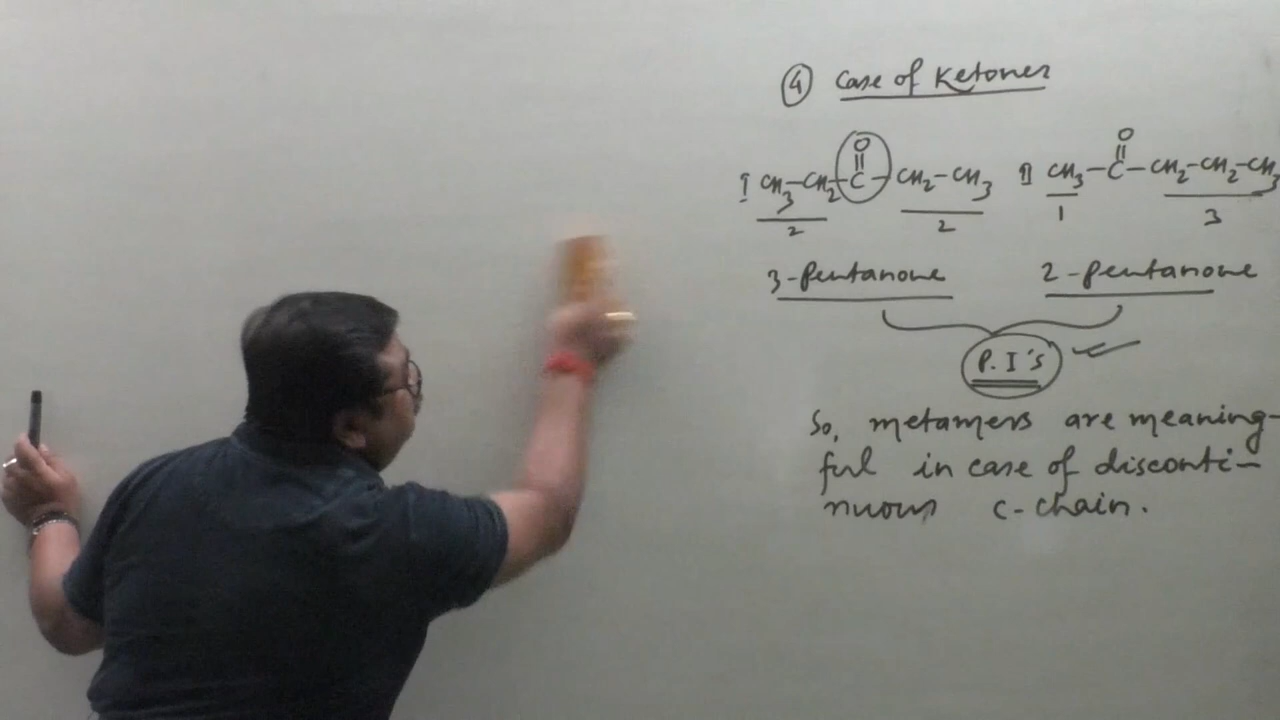 ④ Case of Ketones
O O
|| ||
I CH3-CH2-C-CH2-CH3 II CH3-C-CH2-CH2-CH3
2 2 1 3
3-Pentanone 2-pentanone
P.I's ✓
So, metamers are meaning-
ful in case of disconti-
nuous C-chain.